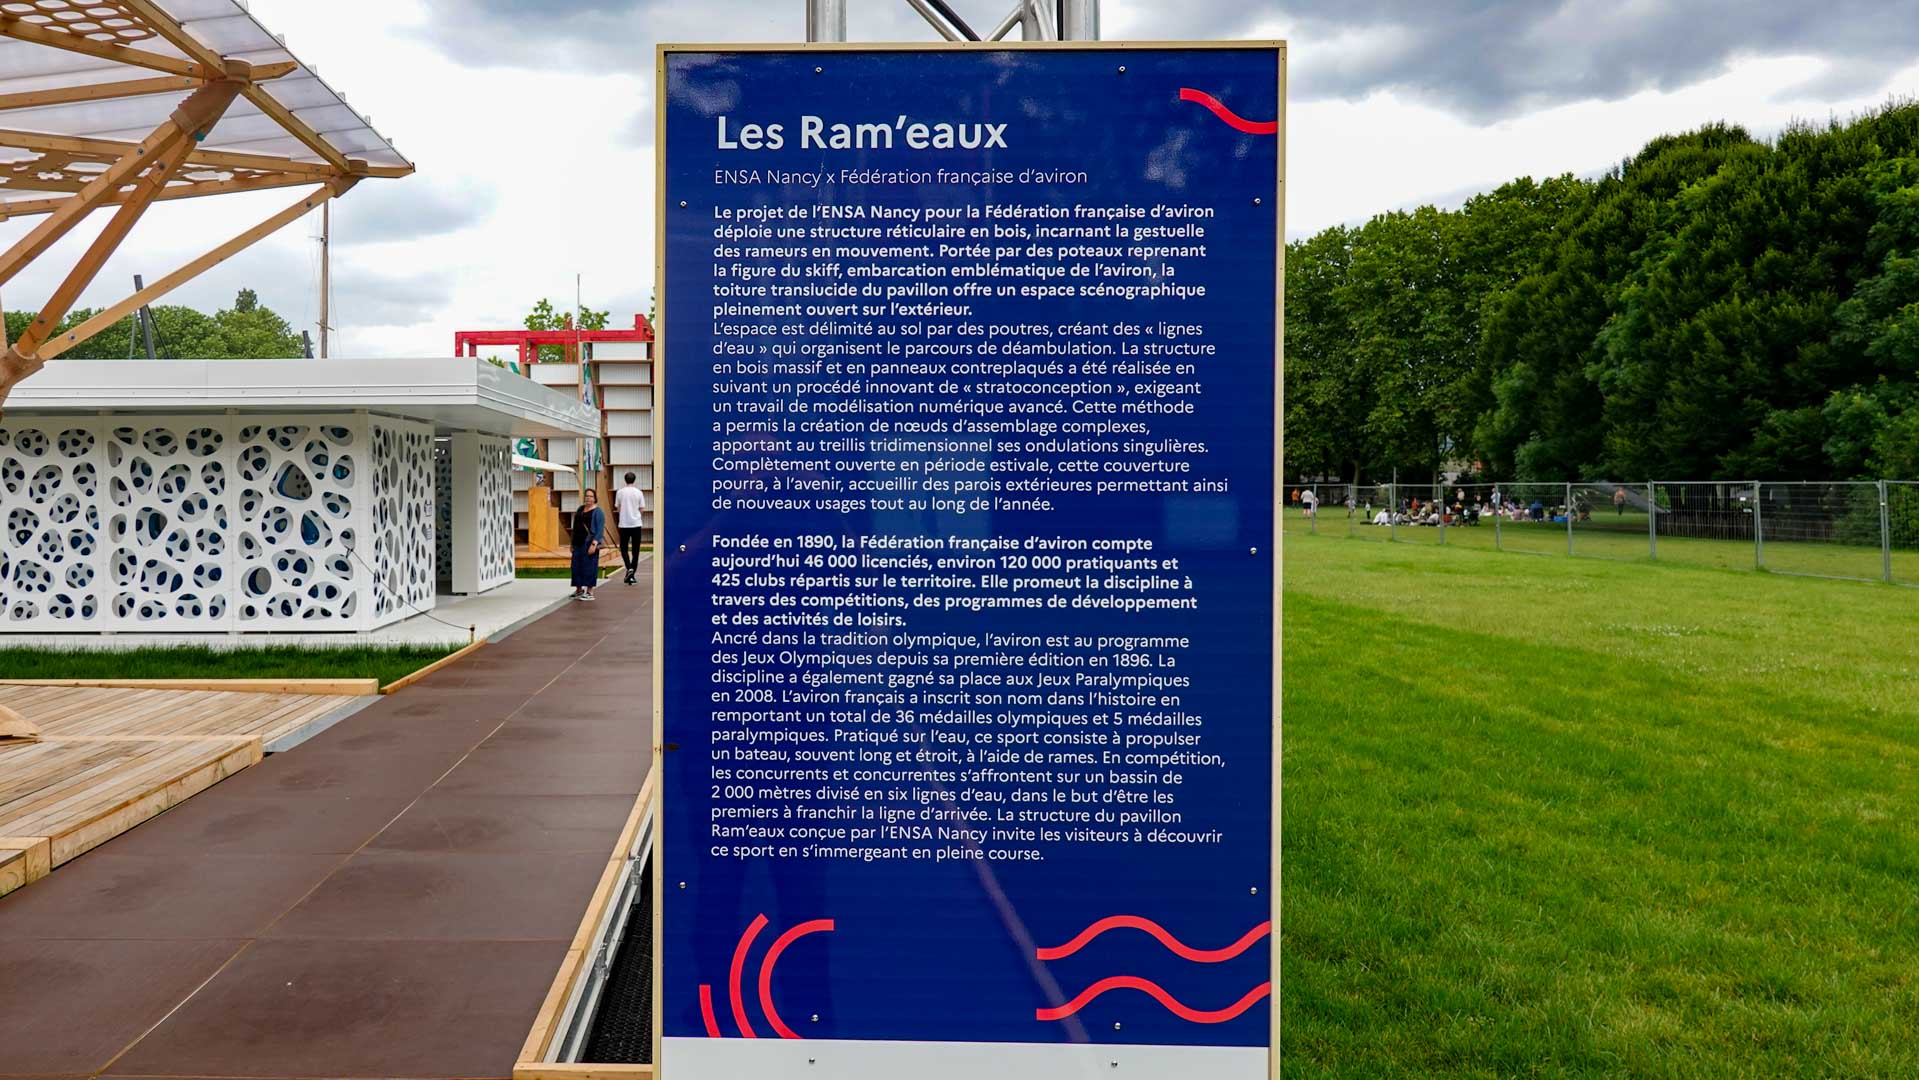 Les Ram’eaux
ENSA Nancy x Fédération française d’aviron
Le projet de l’ENSA Nancy pour la Fédération française d’aviron
déploie une structure réticulaire en bois, incarnant la gestuelle
des rameurs en mouvement. Portée par des poteaux reprenant
la figure du skiff, embarcation emblématique de l’aviron, la
toiture translucide du pavillon offre un espace scénographique
pleinement ouvert sur l’extérieur.
L’espace est délimité au sol par des poutres, créant des « lignes
d’eau » qui organisent le parcours de déambulation. La structure
en bois massif et en panneaux contreplaqués a été réalisée en
suivant un procédé innovant de « stratoconception », exigeant
un travail de modélisation numérique avancé. Cette méthode
a permis la création de nœuds d’assemblage complexes,
apportant au treillis tridimensionnel ses ondulations singulières.
Complètement ouverte en période estivale, cette couverture
pourra, à l’avenir, accueillir des parois extérieures permettant ainsi
de nouveaux usages tout au long de l’année.
Fondée en 1890, la Fédération française d’aviron compte
aujourd’hui 46 000 licenciés, environ 120 000 pratiquants et
425 clubs répartis sur le territoire. Elle promeut la discipline à
travers des compétitions, des programmes de développement
et des activités de loisirs.
Ancré dans la tradition olympique, l’aviron est au programme
des Jeux Olympiques depuis sa première édition en 1896. La
discipline a également gagné sa place aux Jeux Paralympiques
en 2008. L’aviron français a inscrit son nom dans l’histoire en
remportant un total de 36 médailles olympiques et 5 médailles
paralympiques. Pratiqué sur l’eau, ce sport consiste à propulser
un bateau, souvent long et étroit, à l’aide de rames. En compétition,
les concurrents et concurrentes s’affrontent sur un bassin de
2 000 mètres divisé en six lignes d’eau, dans le but d’être les
premiers à franchir la ligne d’arrivée. La structure du pavillon
Ram’eaux conçue par l’ENSA Nancy invite les visiteurs à découvrir
ce sport en s’immergeant en pleine course.